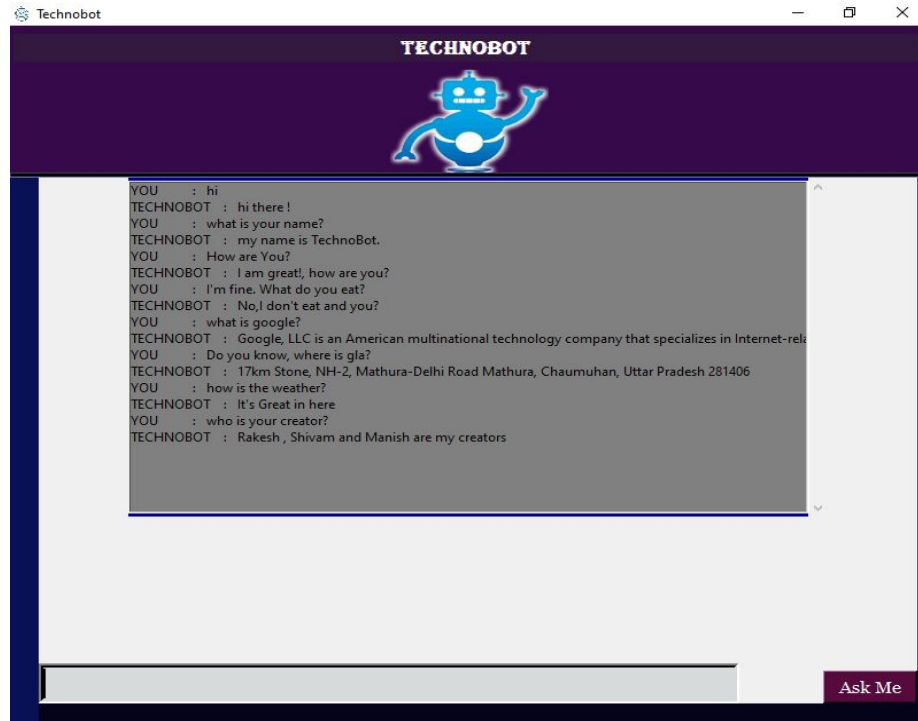 Technobot
TECHNOBOT
YOU : hi
TECHNOBOT : hi there !
YOU : what is your name?
TECHNOBOT : my name is TechnoBot.
YOU : How are You?
TECHNOBOT : I am great!, how are you?
YOU : I'm fine. What do you eat?
TECHNOBOT : No,I don't eat and you?
YOU : what is google?
TECHNOBOT : Google, LLC is an American multinational technology company that specializes in Internet-rela
YOU : Do you know, where is gla?
TECHNOBOT : 17km Stone, NH-2, Mathura-Delhi Road Mathura, Chaumuhan, Uttar Pradesh 281406
YOU : how is the weather?
TECHNOBOT : It's Great in here
YOU : who is your creator?
TECHNOBOT : Rakesh , Shivam and Manish are my creators
Ask Me